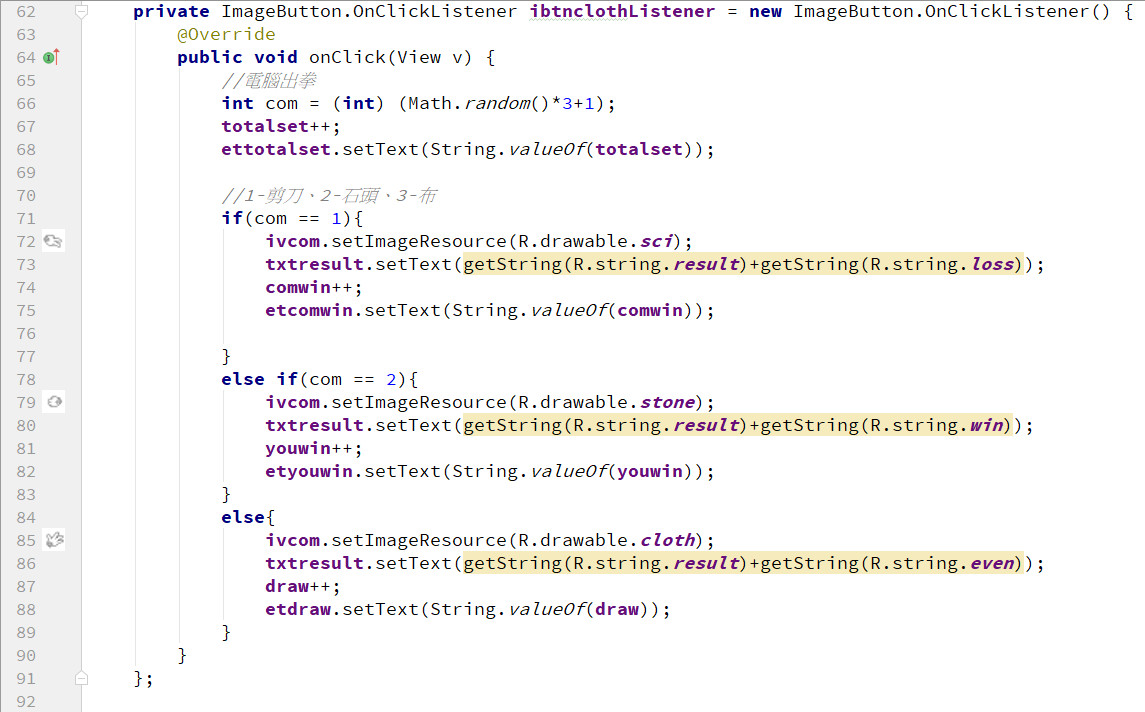 62 private ImageButton.OnClickListener ibtnclothListener = new ImageButton.OnClickListener() {
63 @Override
64 public void onClick(View v) {
65 //電腦出拳
66 int com = (int) (Math.random()*3+1);
67 totalset++;
68 ettotalset.setText(String.valueOf(totalset));
69
70 //1-剪刀、2-石頭、3-布
71 if(com == 1){
72 ivcom.setImageResource(R.drawable.sci);
73 txtresult.setText(getString(R.string.result)+getString(R.string.loss));
74 comwin++;
75 etcomwin.setText(String.valueOf(comwin));
76
77 }
78 else if(com == 2){
79 ivcom.setImageResource(R.drawable.stone);
80 txtresult.setText(getString(R.string.result)+getString(R.string.win));
81 youwin++;
82 etyouwin.setText(String.valueOf(youwin));
83 }
84 else{
85 ivcom.setImageResource(R.drawable.cloth);
86 txtresult.setText(getString(R.string.result)+getString(R.string.even));
87 draw++;
88 etdraw.setText(String.valueOf(draw));
89 }
90 }
91 };
92